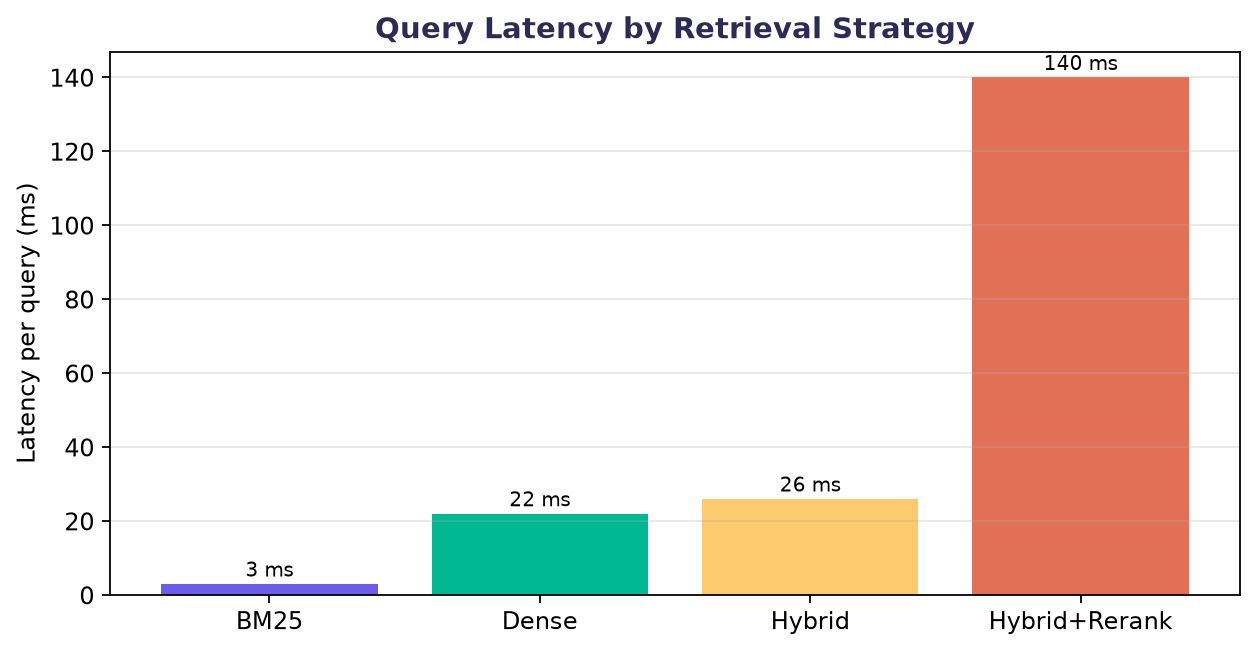 Query Latency by Retrieval Strategy
Latency per query (ms)
140
120
100
80
60
40
20
0
3 ms
22 ms
26 ms
140 ms
BM25
Dense
Hybrid
Hybrid+Rerank